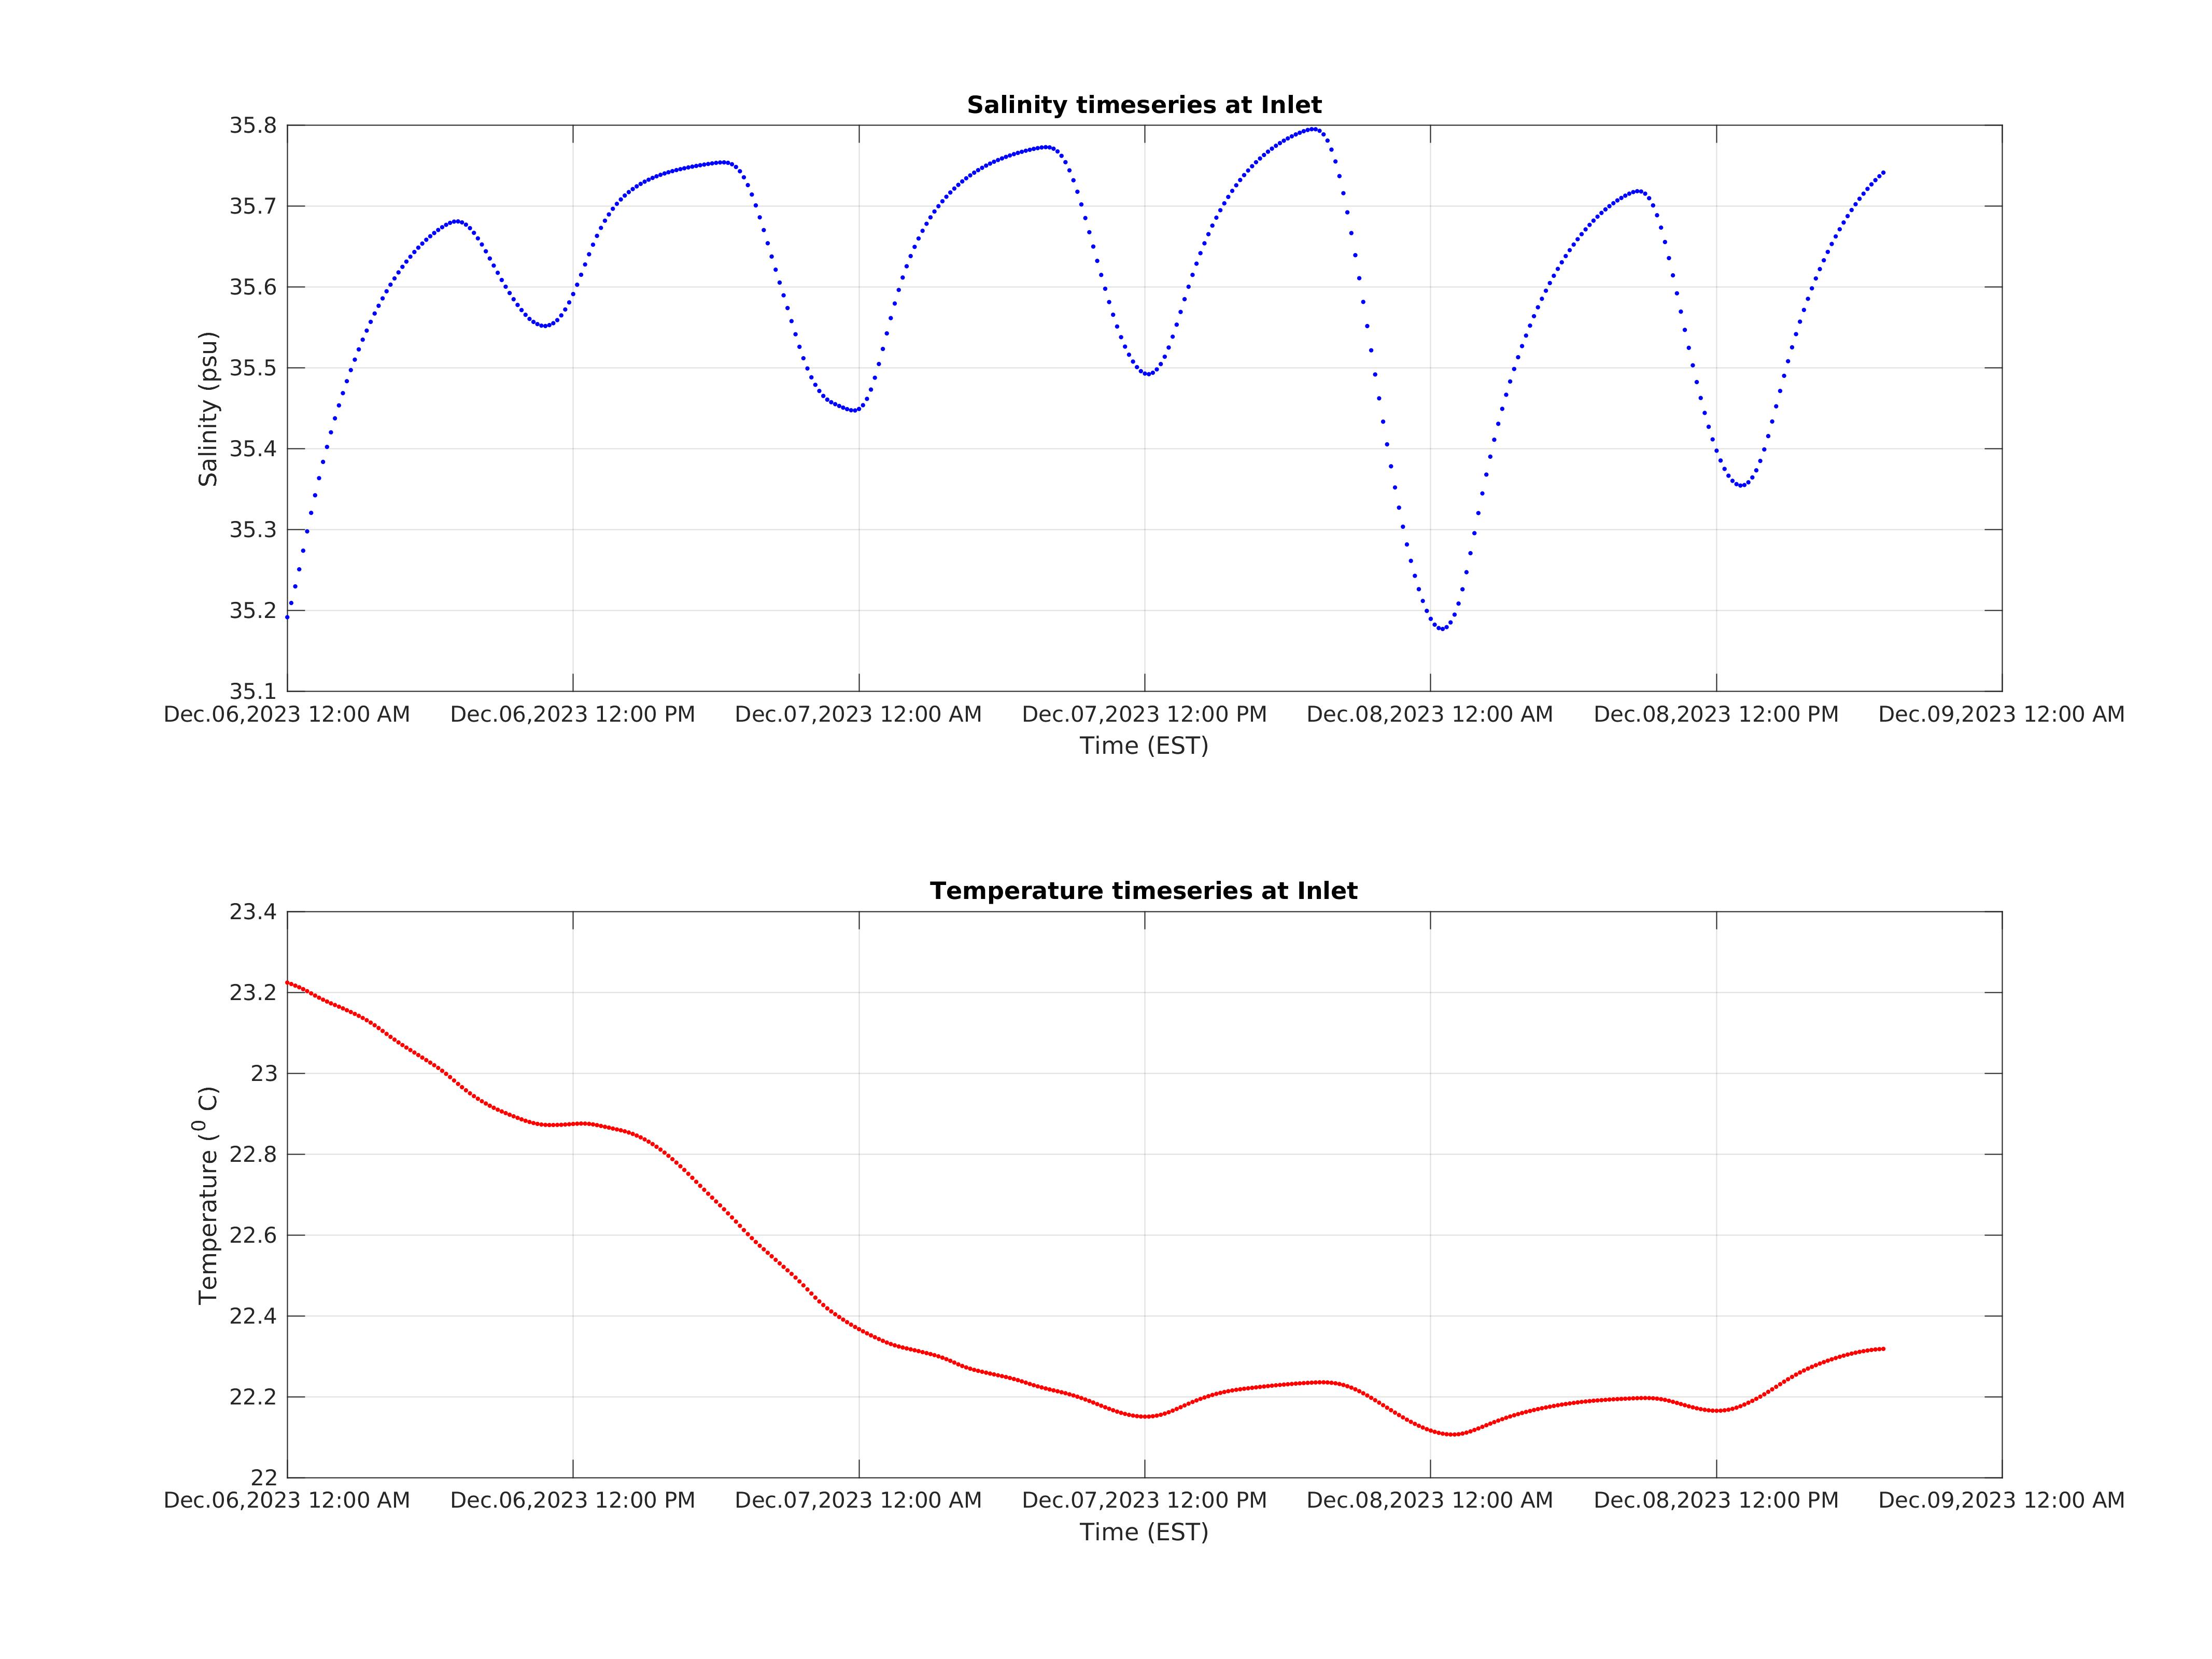 Salinity timeseries at Inlet
35.8
35.7
35.6
35.5
35.4
35.3
35.2
35.1
Salinity (psu)
Dec.06,2023 12:00 AM Dec.06,2023 12:00 PM Dec.07,2023 12:00 AM Dec.07,2023 12:00 PM Dec.08,2023 12:00 AM Dec.08,2023 12:00 PM Dec.09,2023 12:00 AM
Time (EST)
Temperature timeseries at Inlet
23.4
23.2
23
22.8
22.6
22.4
22.2
22
Temperature (⁰ C)
Dec.06,2023 12:00 AM Dec.06,2023 12:00 PM Dec.07,2023 12:00 AM Dec.07,2023 12:00 PM Dec.08,2023 12:00 AM Dec.08,2023 12:00 PM Dec.09,2023 12:00 AM
Time (EST)